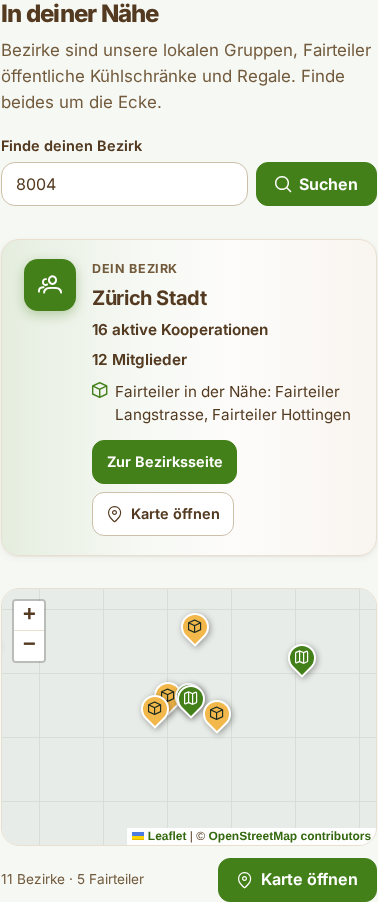 In deiner Nähe
Bezirke sind unsere lokalen Gruppen, Fairteiler
öffentliche Kühlschränke und Regale. Finde
beides um die Ecke.
Finde deinen Bezirk
8004
Suchen
DEIN BEZIRK
Zürich Stadt
16 aktive Kooperationen
12 Mitglieder
Fairteiler in der Nähe: Fairteiler
Langstrasse, Fairteiler Hottingen
Zur Bezirksseite
Karte öffnen
+
−
Leaflet | © OpenStreetMap contributors
11 Bezirke · 5 Fairteiler
Karte öffnen